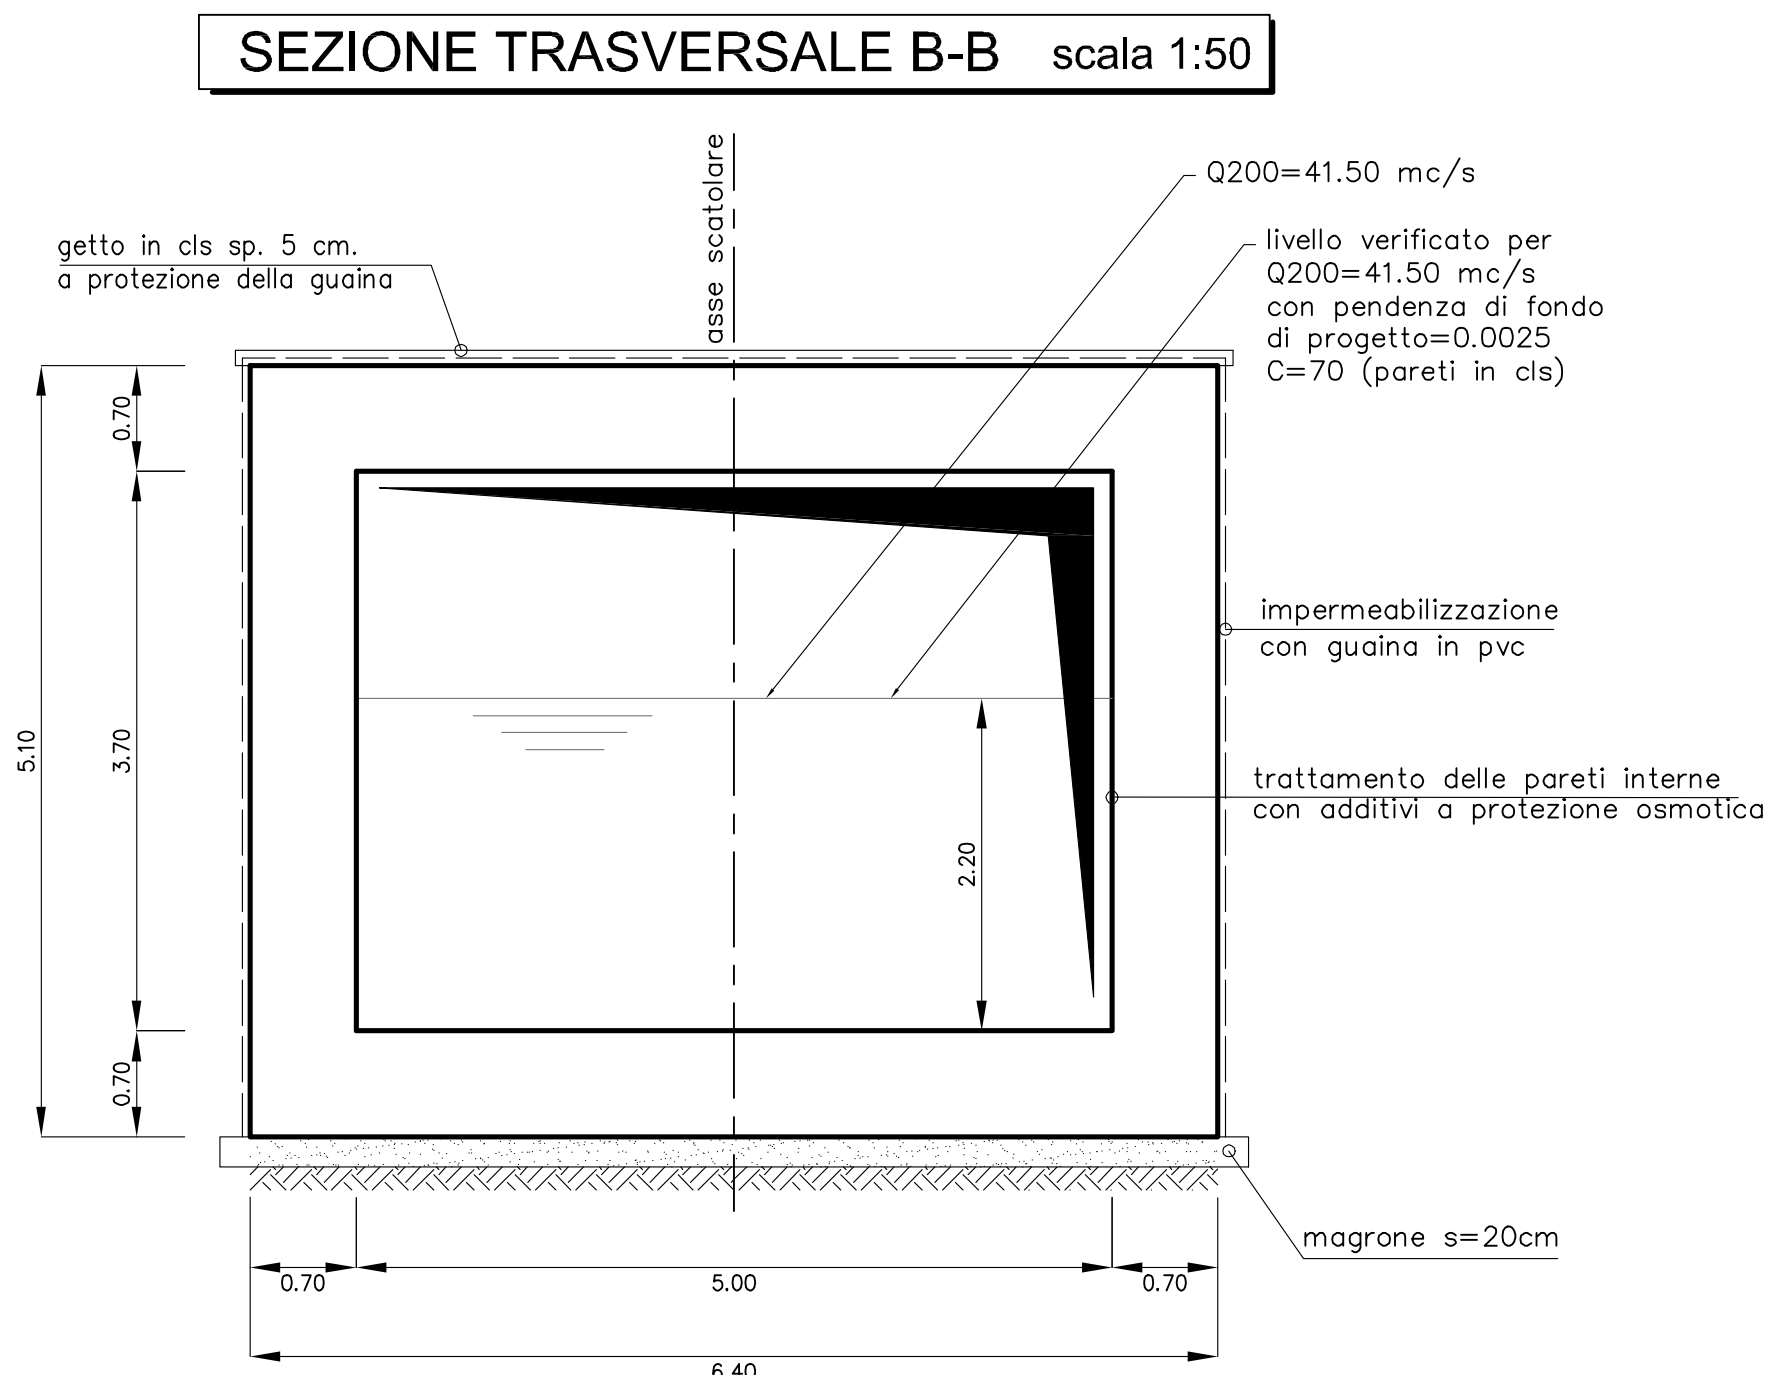 SEZIONE TRASVERSALE B-B scala 1:50
asse scatolare
Q200=41.50 mc/s
getto in cls sp. 5 cm.
a protezione della guaina
livello verificato per
Q200=41.50 mc/s
con pendenza di fondo
di progetto=0.0025
C=70 (pareti in cls)
0.70
impermeabilizzazione
con guaina in pvc
5.10
3.70
trattamento delle pareti interne
con additivi a protezione osmotica
2.20
0.70
magrone s=20cm
0.70
5.00
0.70
6.40